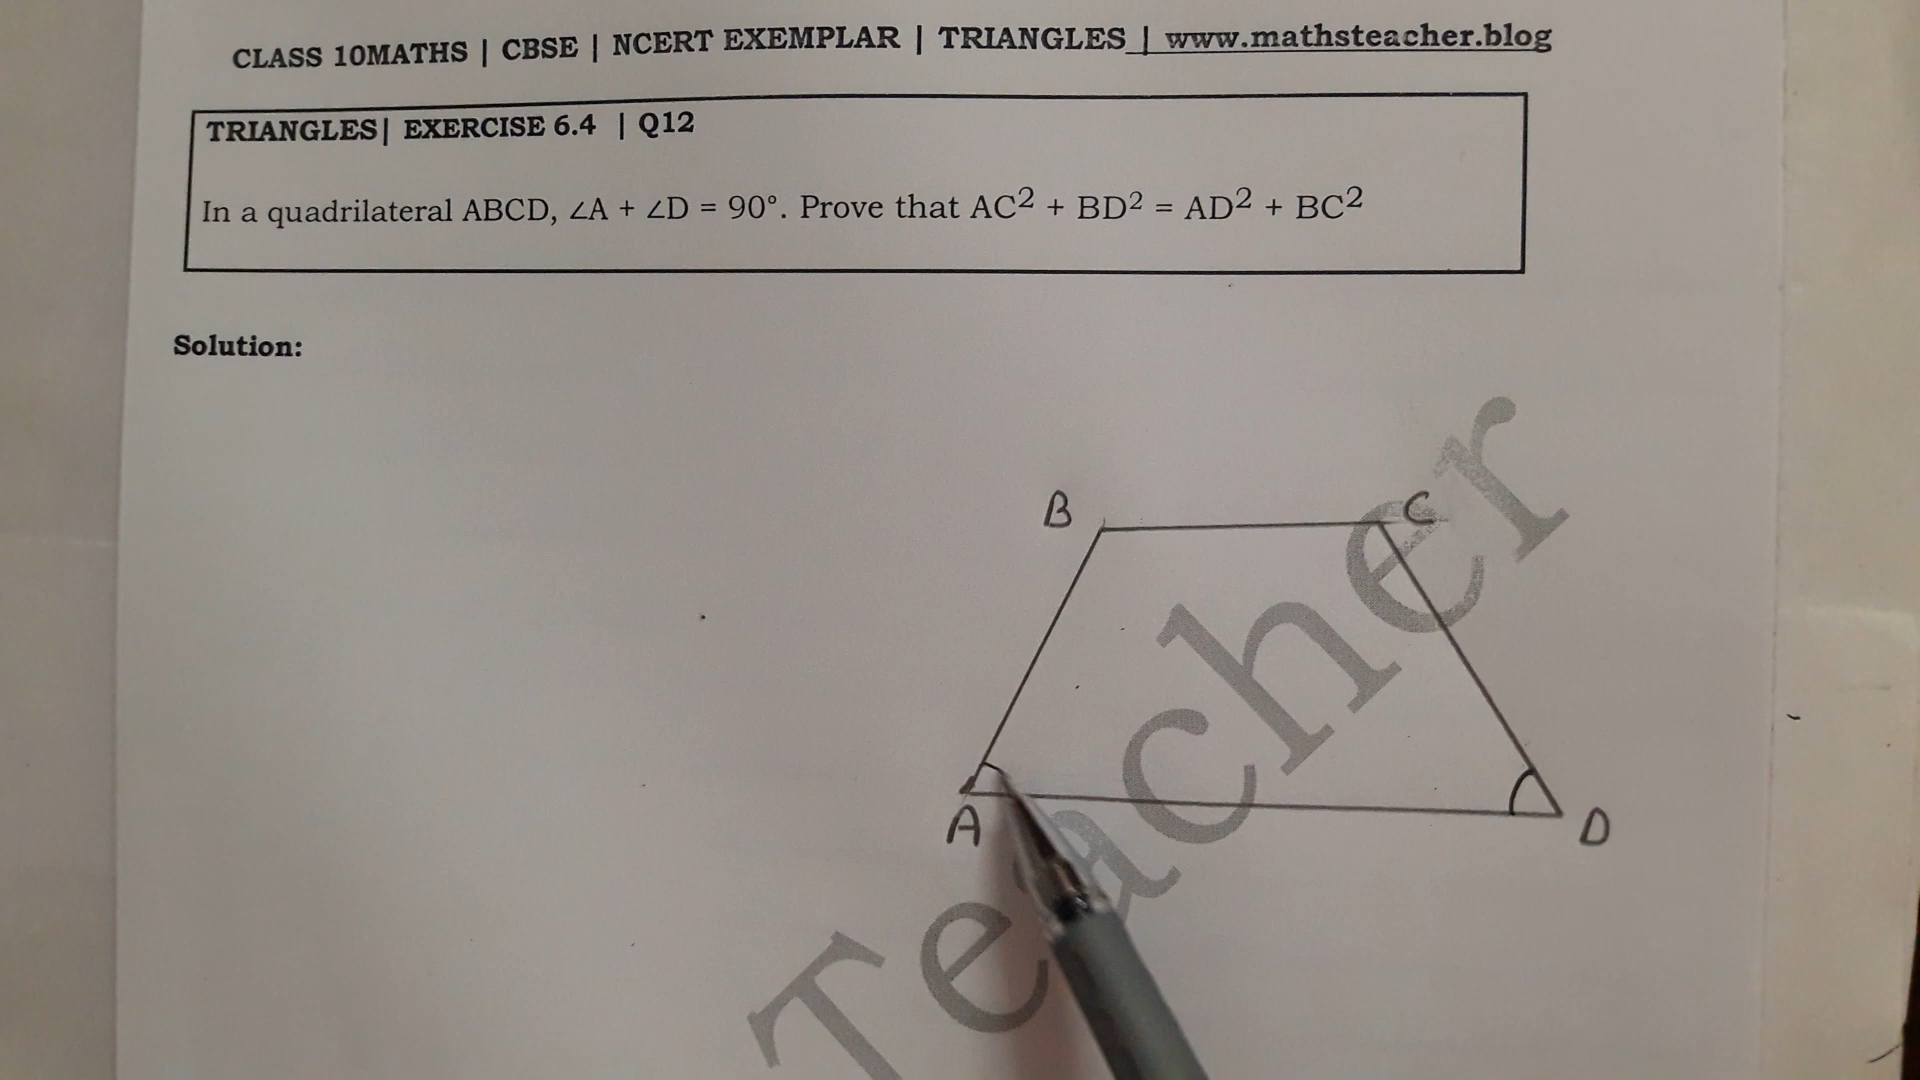 CLASS 10MATHS | CBSE | NCERT EXEMPLAR | TRIANGLES | www.mathsteacher.blog
TRIANGLES| EXERCISE 6.4 | Q12
In a quadrilateral ABCD, ∠A + ∠D = 90°. Prove that AC² + BD² = AD² + BC²
Solution:
B C
A D
Teacher